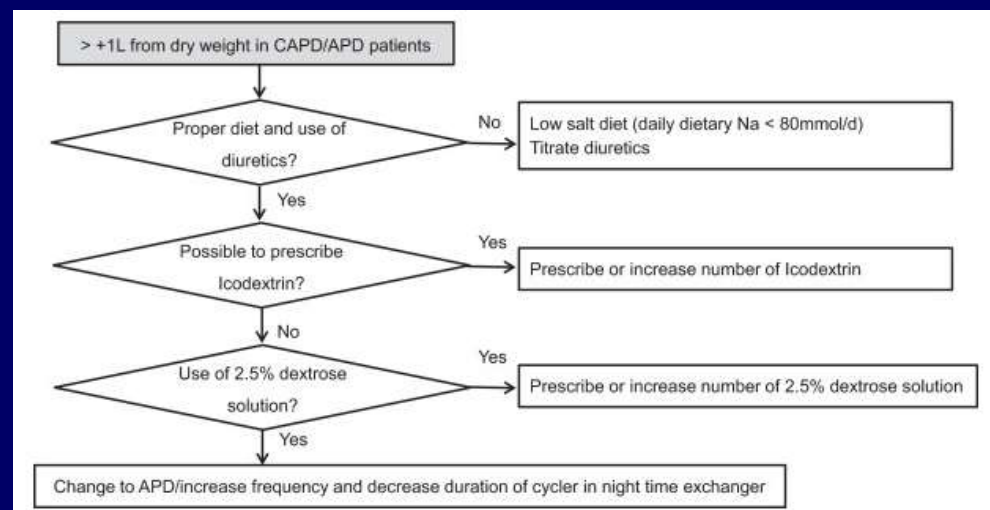 > +1L from dry weight in CAPD/APD patients
Proper diet and use of
diuretics?
No
Low salt diet (daily dietary Na < 80mmol/d)
Titrate diuretics
Yes
Possible to prescribe
Icodextrin?
Yes
Prescribe or increase number of Icodextrin
No
Use of 2.5% dextrose
solution?
Yes
Prescribe or increase number of 2.5% dextrose solution
Yes
Change to APD/increase frequency and decrease duration of cycler in night time exchanger